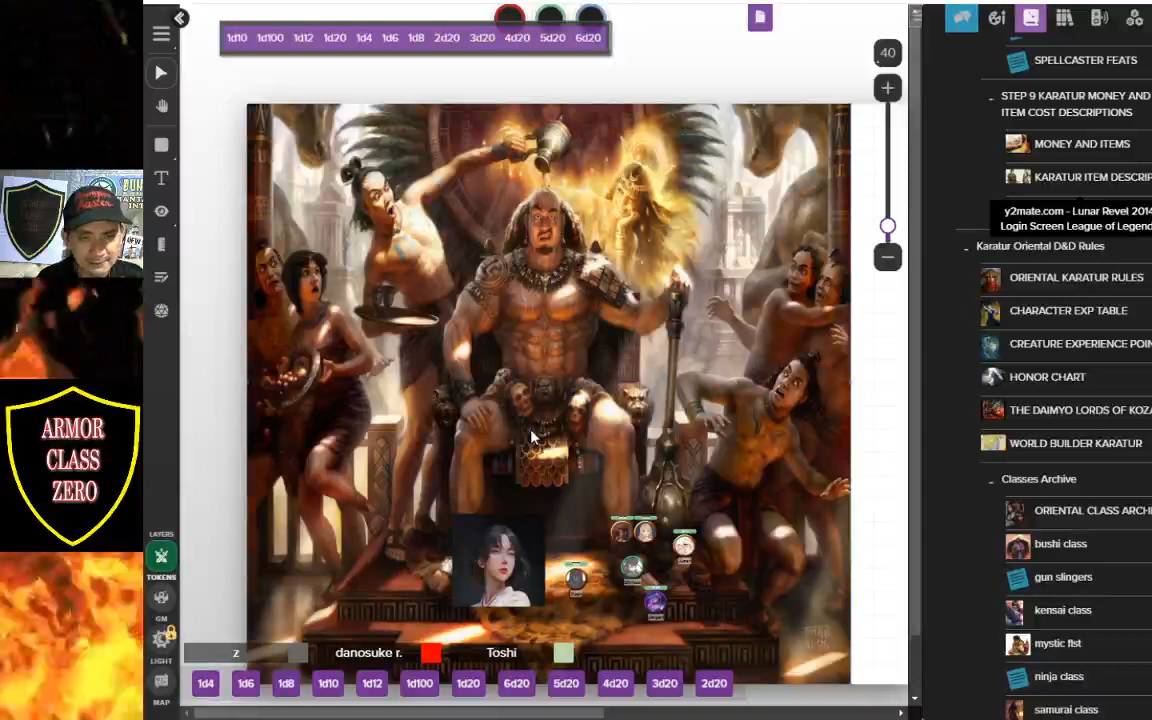 1d10 1d100 1d12 1d20 1d4 1d6 1d8 2d20 3d20 4d20 5d20 6d20
40
SPELLCASTER FEATS
STEP 9 KARATUR MONEY AND
ITEM COST DESCRIPTIONS
MONEY AND ITEMS
KARATUR ITEM DESCRIP
y2mate.com - Lunar Revel 2014
Login Screen League of Legend
Karatur Oriental D&D Rules
ORIENTAL KARATUR RULES
CHARACTER EXP TABLE
CREATURE EXPERIENCE POIN
HONOR CHART
THE DAIMYO LORDS OF KOZA
WORLD BUILDER KARATUR
Classes Archive
ORIENTAL CLASS ARCHI
bushi class
gun slingers
kensai class
mystic fist
ninja class
samurai class
ARMOR
CLASS
ZERO
LAYERS
TOKENS
GM
LIGHT
MAP
z danosuke r. Toshi
1d4 1d6 1d8 1d10 1d12 1d100 1d20 6d20 5d20 4d20 3d20 2d20